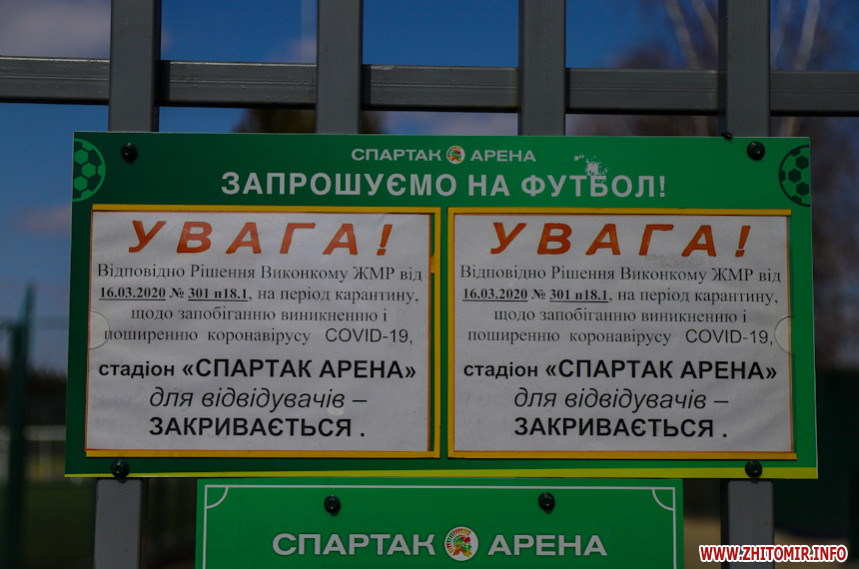 СПАРТАК АРЕНА
ЗАПРОШУЄМО НА ФУТБОЛ!
УВАГА!
Відповідно Рішення Виконкому ЖМР від
16.03.2020 № 301 п18.1, на період карантину,
щодо запобіганню виникненню і
поширенню коронавірусу COVID-19,
стадіон «СПАРТАК АРЕНА»
для відвідувачів –
ЗАКРИВАЄТЬСЯ .
УВАГА!
Відповідно Рішення Виконкому ЖМР від
16.03.2020 № 301 п18.1, на період карантину,
щодо запобіганню виникненню і
поширенню коронавірусу COVID-19,
стадіон «СПАРТАК АРЕНА»
для відвідувачів –
ЗАКРИВАЄТЬСЯ .
СПАРТАК АРЕНА
WWW.ZHITOMIR.INFO